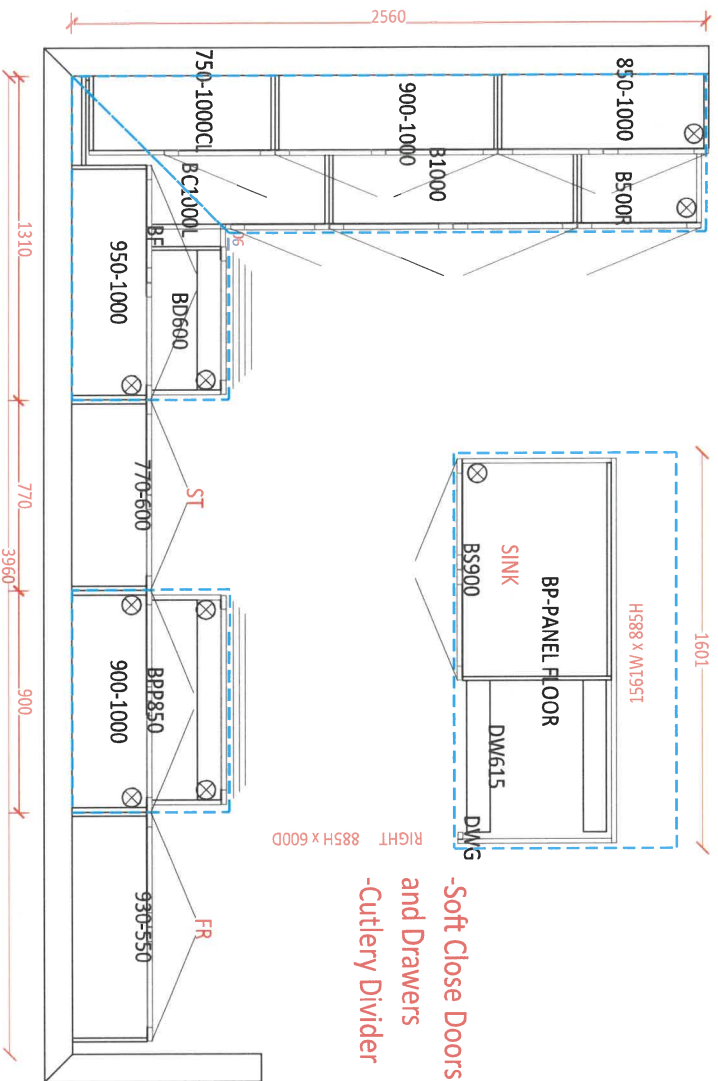 2560
750-1000CL
900-1000
850-1000
BC1000L
B1000
B500R
1310
770
900
3960
950-1000
BF
90
BD600
770-600
ST
900-1000
BPP850
930-550
FR
1601
1561W X 885H
BP-PANEL FLOOR
SINK
BS900
DW615
DWG
RIGHT 885H x 600D
-Soft Close Doors
and Drawers
-Cutlery Divider